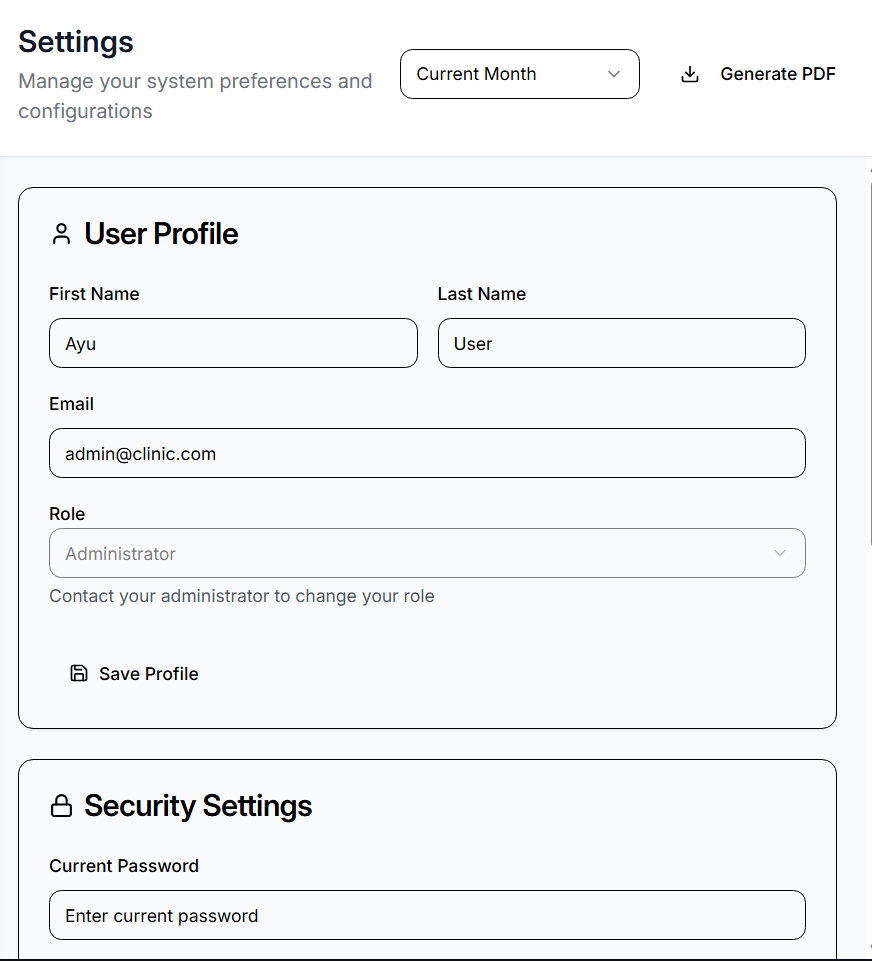 Settings
Manage your system preferences and
configurations
Current Month
Generate PDF
User Profile
First Name
Last Name
Ayu
User
Email
admin@clinic.com
Role
Administrator
Contact your administrator to change your role
Save Profile
Security Settings
Current Password
Enter current password